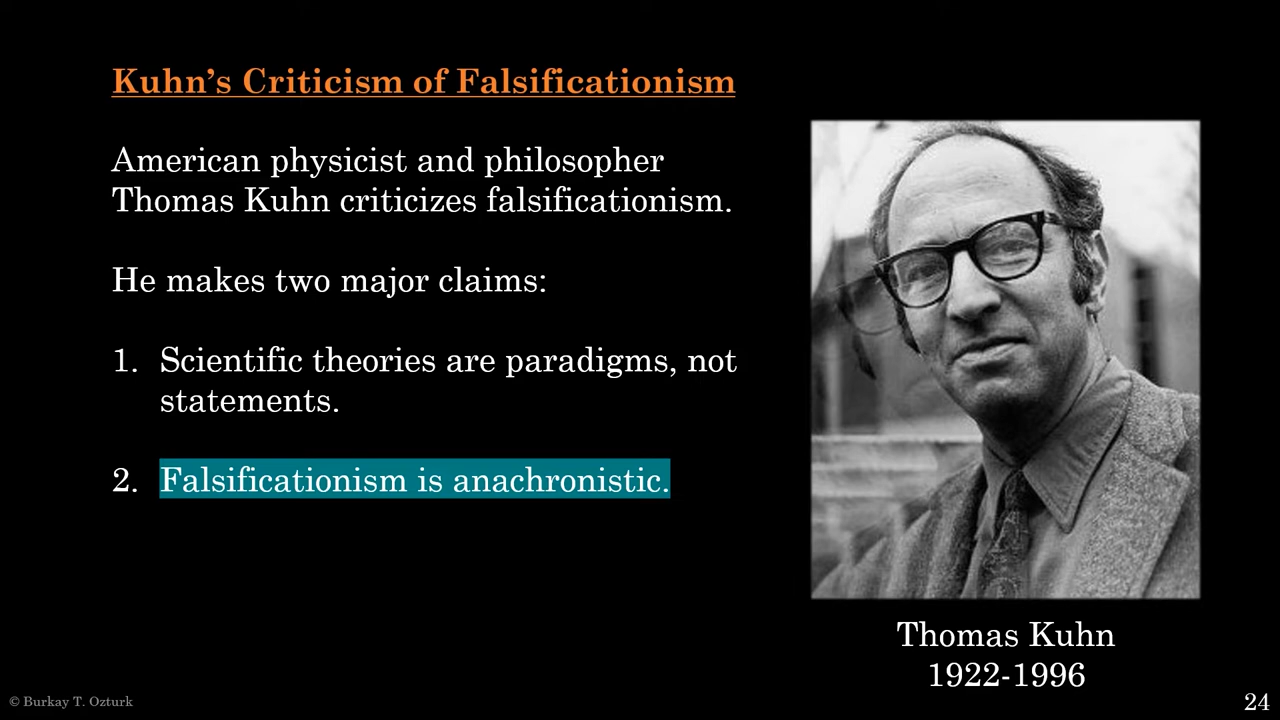 Kuhn’s Criticism of Falsificationism
American physicist and philosopher
Thomas Kuhn criticizes falsificationism.
He makes two major claims:
1. Scientific theories are paradigms, not
statements.
2. Falsificationism is anachronistic.
Thomas Kuhn
1922-1996
© Burkay T. Ozturk
24